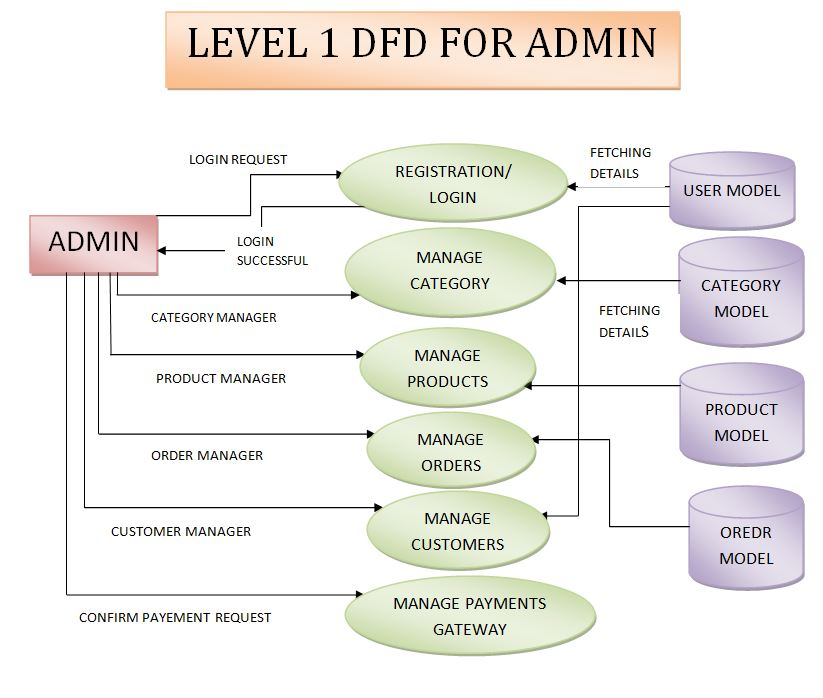 LEVEL 1 DFD FOR ADMIN
LOGIN REQUEST
REGISTRATION/
LOGIN
FETCHING
DETAILS
USER MODEL
ADMIN
LOGIN
SUCCESSFUL
MANAGE
CATEGORY
CATEGORY
MODEL
CATEGORY MANAGER
FETCHING
DETAILS
MANAGE
PRODUCTS
PRODUCT MANAGER
PRODUCT
MODEL
MANAGE
ORDERS
ORDER MANAGER
MANAGE
CUSTOMERS
CUSTOMER MANAGER
OREDR
MODEL
MANAGE PAYMENTS
GATEWAY
CONFIRM PAYEMENT REQUEST